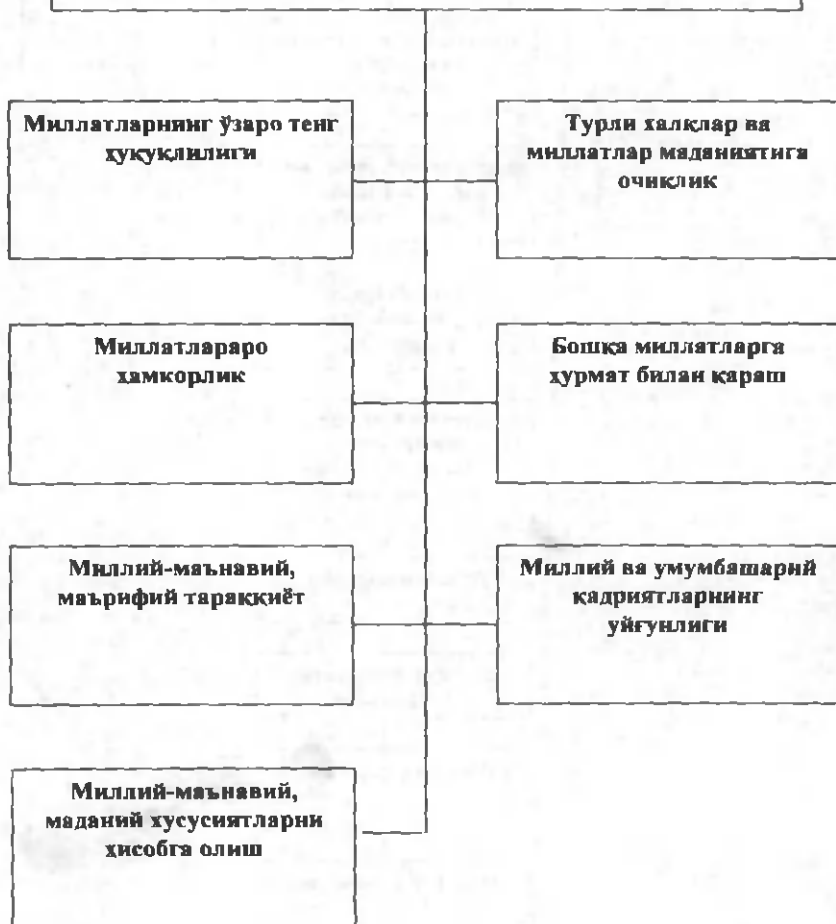 Миллатларнинг ўзаро тенг
ҳуқуқлилиги
Турли халқлар ва
миллатлар маданиятига
очиқлик
Миллатлараро
ҳамкорлик
Бошқа миллатларга
ҳурмат билан қараш
Миллий-маънавий,
маърифий тараққиёт
Миллий ва умумбашарий
қадриятларнинг
уйғунлиги
Миллий-маънавий,
маданий хусусиятларни
ҳисобга олиш